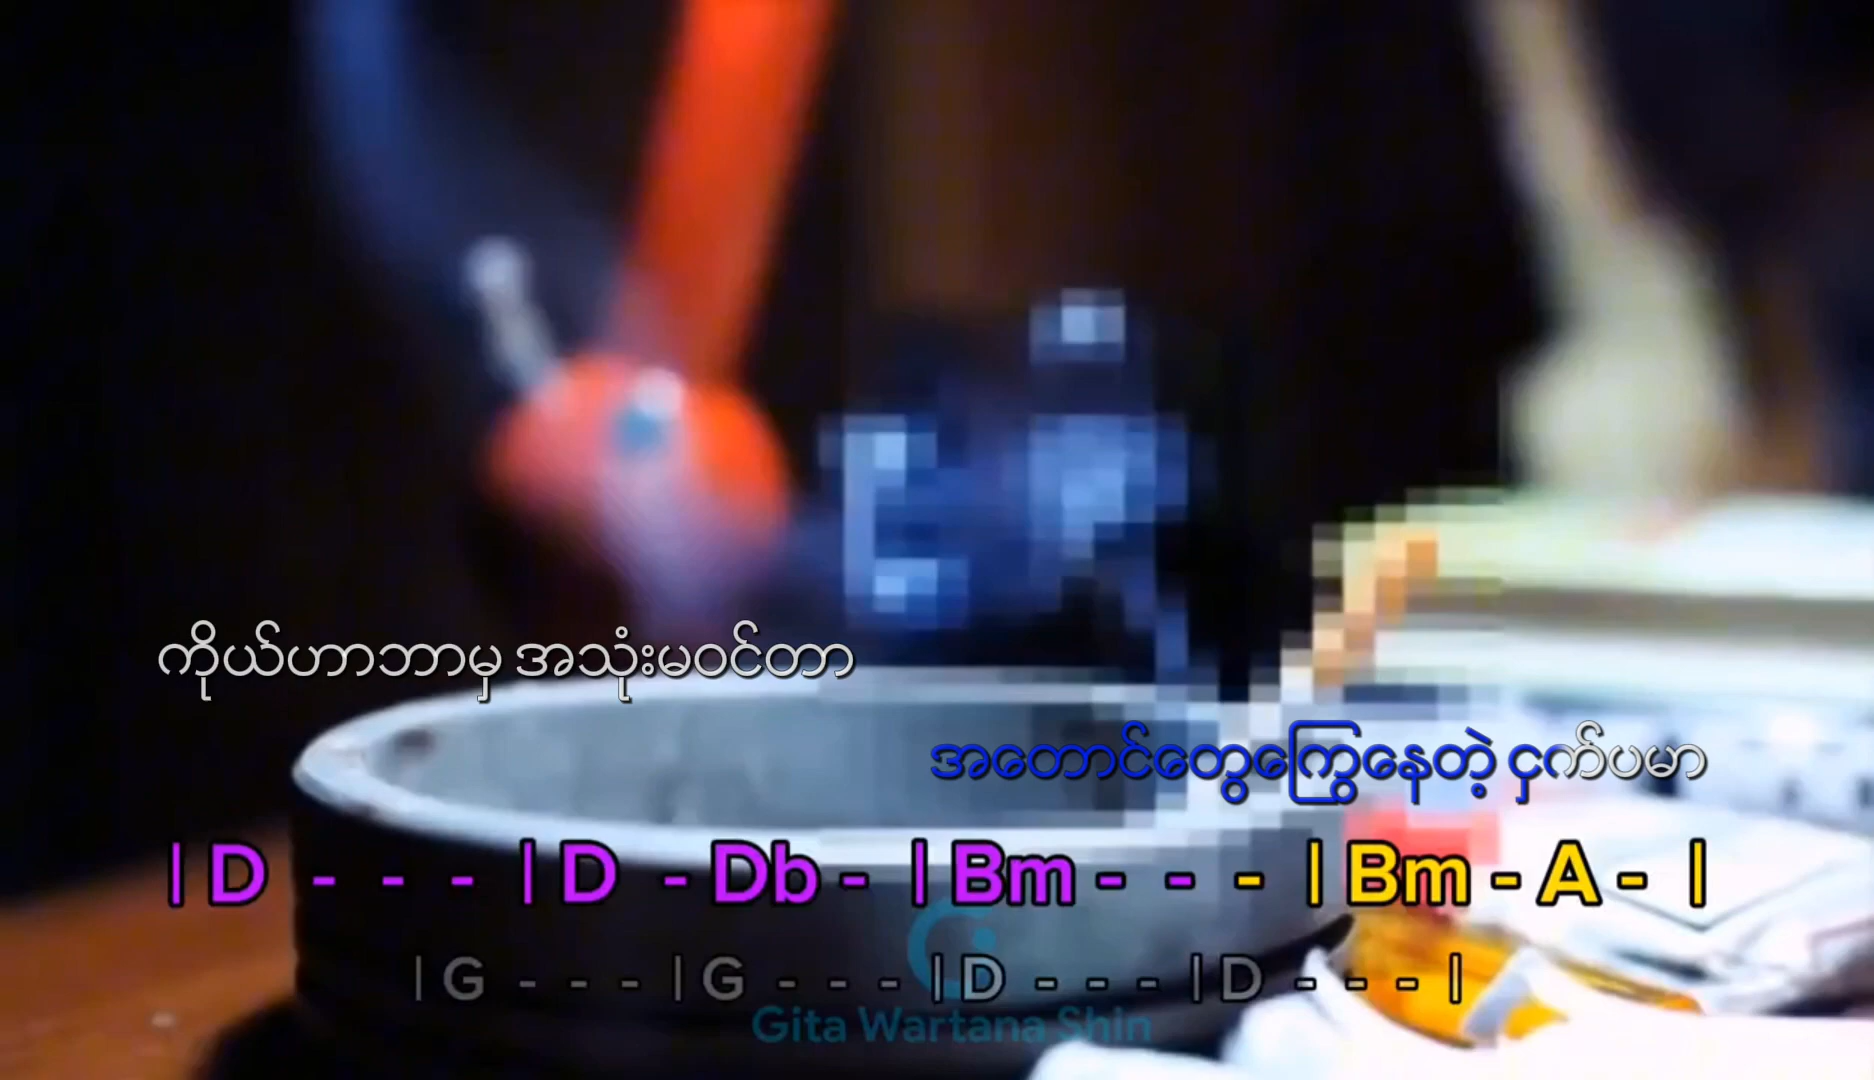 ကိုယ်ဟာဘာမှ အသုံးမဝင်တာ
အတောင်တွေကြွေနေတဲ့ ငှက်ပမာ
| D - - - | D - Db - | Bm - - - | Bm - A - |
| G - - - | G - - - | D - - - | D - - - |
Gita Wartana Shin